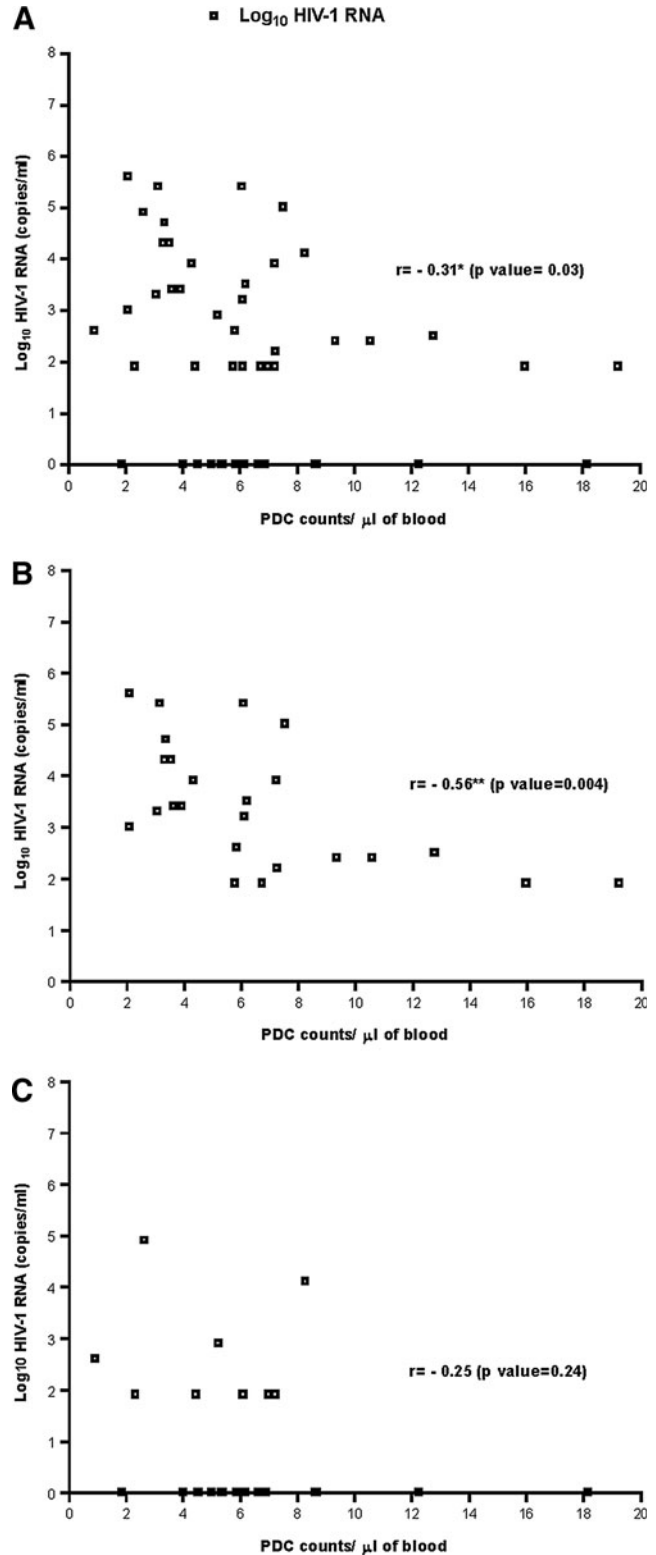 A
Log₁₀ HIV-1 RNA
8
7
6
5
4
3
2
1
0
Log₁₀ HIV-1 RNA (copies/ml)
r= - 0.31* (p value= 0.03)
0 2 4 6 8 10 12 14 16 18 20
PDC counts/ μl of blood
B
8
7
6
5
4
3
2
1
0
Log₁₀ HIV-1 RNA (copies/ml)
r= - 0.56** (p value=0.004)
0 2 4 6 8 10 12 14 16 18 20
PDC counts/ μl of blood
C
8
7
6
5
4
3
2
1
0
Log10 HIV-1 RNA (copies/ml)
r= - 0.25 (p value=0.24)
0 2 4 6 8 10 12 14 16 18 20
PDC counts/ μl of blood